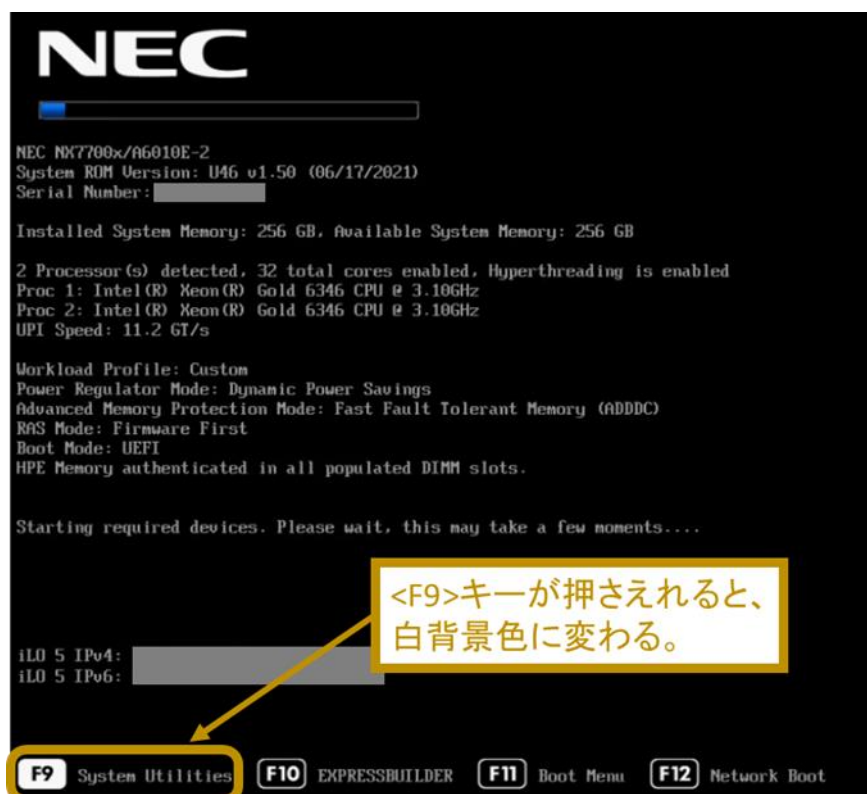 NEC
NEC NX7700x/A6010E-2
System ROM Version: U46 v1.50 (06/17/2021)
Serial Number:
Installed System Memory: 256 GB, Available System Memory: 256 GB
2 Processor(s) detected, 32 total cores enabled, Hyperthreading is enabled
Proc 1: Intel(R) Xeon(R) Gold 6346 CPU @ 3.10GHz
Proc 2: Intel(R) Xeon(R) Gold 6346 CPU @ 3.10GHz
UPI Speed: 11.2 GT/s
Workload Profile: Custom
Power Regulator Mode: Dynamic Power Savings
Advanced Memory Protection Mode: Fast Fault Tolerant Memory (ADDDC)
RAS Mode: Firmware First
Boot Mode: UEFI
HPE Memory authenticated in all populated DIMM slots.
Starting required devices. Please wait, this may take a few moments....
<F9>キーが押さえれると、
白背景色に変わる。
iLO 5 IPv4:
iLO 5 IPv6:
F9 System Utilities F10 EXPRESSBUILDER F11 Boot Menu F12 Network Boot